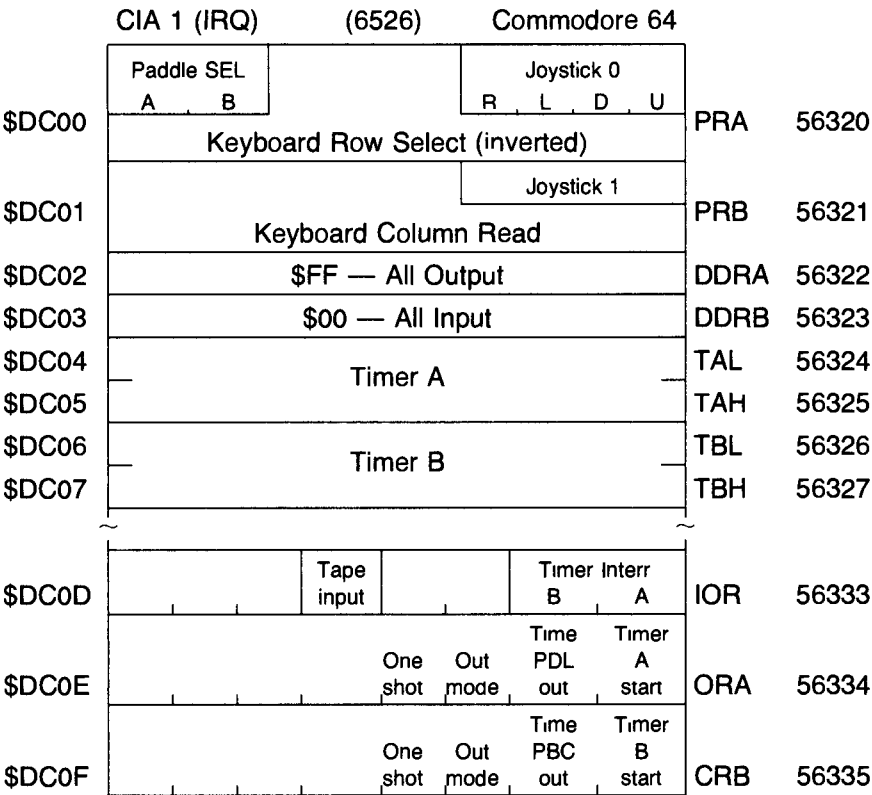 CIA 1 (IRQ) (6526) Commodore 64
Paddle SEL Joystick 0
A B R L D U
$DC00 PRA 56320
Keyboard Row Select (inverted)
Joystick 1
$DC01 PRB 56321
Keyboard Column Read
$DC02 $FF — All Output DDRA 56322
$DC03 $00 — All Input DDRB 56323
$DC04 TAL 56324
Timer A
$DC05 TAH 56325
$DC06 TBL 56326
Timer B
$DC07 TBH 56327
~ ~
Tape Timer Interr
$DC0D input B A IOR 56333
Time Timer
One Out PDL A
$DC0E shot mode out start ORA 56334
Time Timer
One Out PBC B
$DC0F shot mode out start CRB 56335